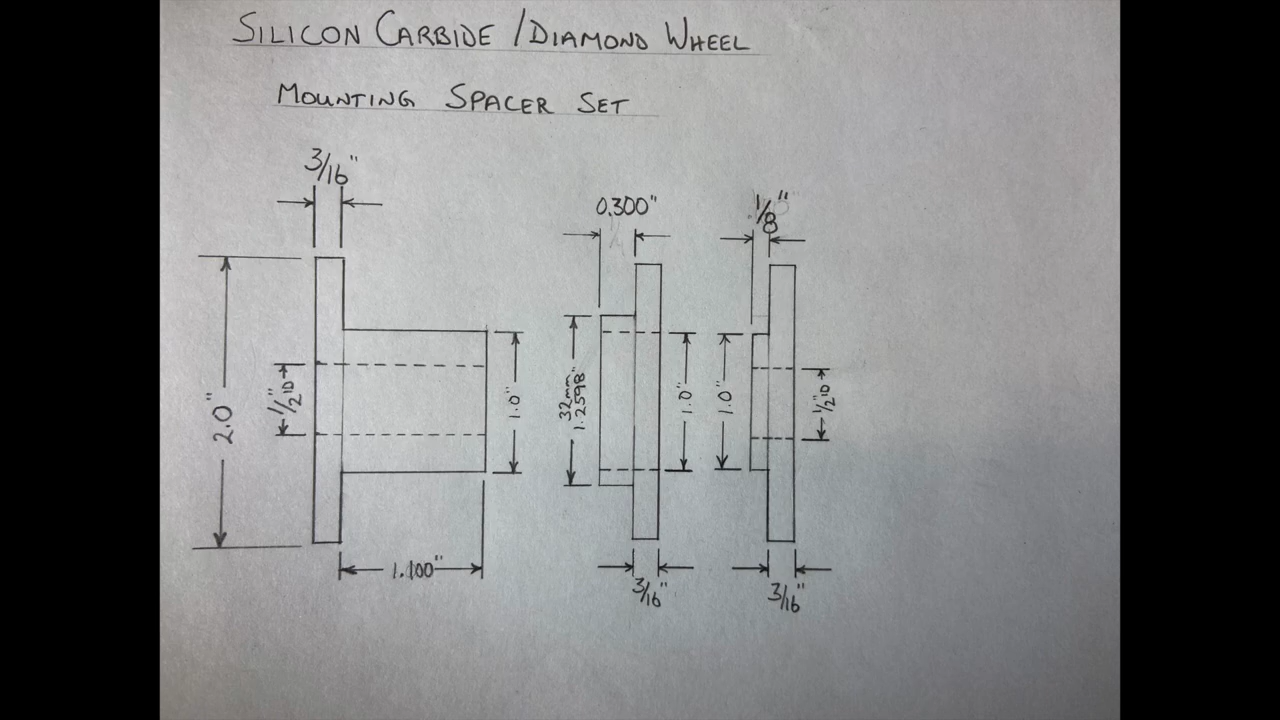 SILICON CARBIDE / DIAMOND WHEEL
MOUNTING SPACER SET
3/16"
0.300"
1/8"
2.0"
1/2" ID
1.0"
32mm
1.2598"
1.0"
1.0"
1/2" ID
1.100"
3/16"
3/16"